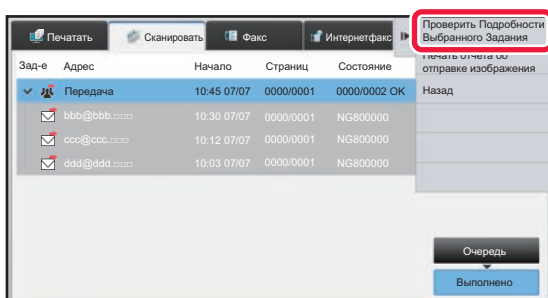 Печатать Сканировать Факс Интернетфакс
Проверить Подробности
Выбранного Задания
Печать отчета об
отправке изображения
Назад
Зад-е Адрес Начало Страниц Состояние
Передача 10:45 07/07 0000/0001 0000/0002 OK
bbb@bbb.□□□ 10:30 07/07 0000/0001 NG800000
ccc@ccc.□□□ 10:12 07/07 0000/0001 NG800000
ddd@ddd.□□□ 10:03 07/07 0000/0001 NG800000
Очередь
Выполнено